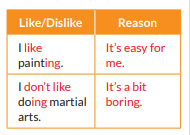 Like/Dislike Reason
I like It's easy for
painting. me.
I don't like It's a bit
doing martial boring.
arts.